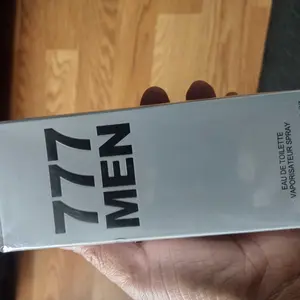 777
MEN
EAU DE TOILETTE
VAPORISATEUR SPRAY